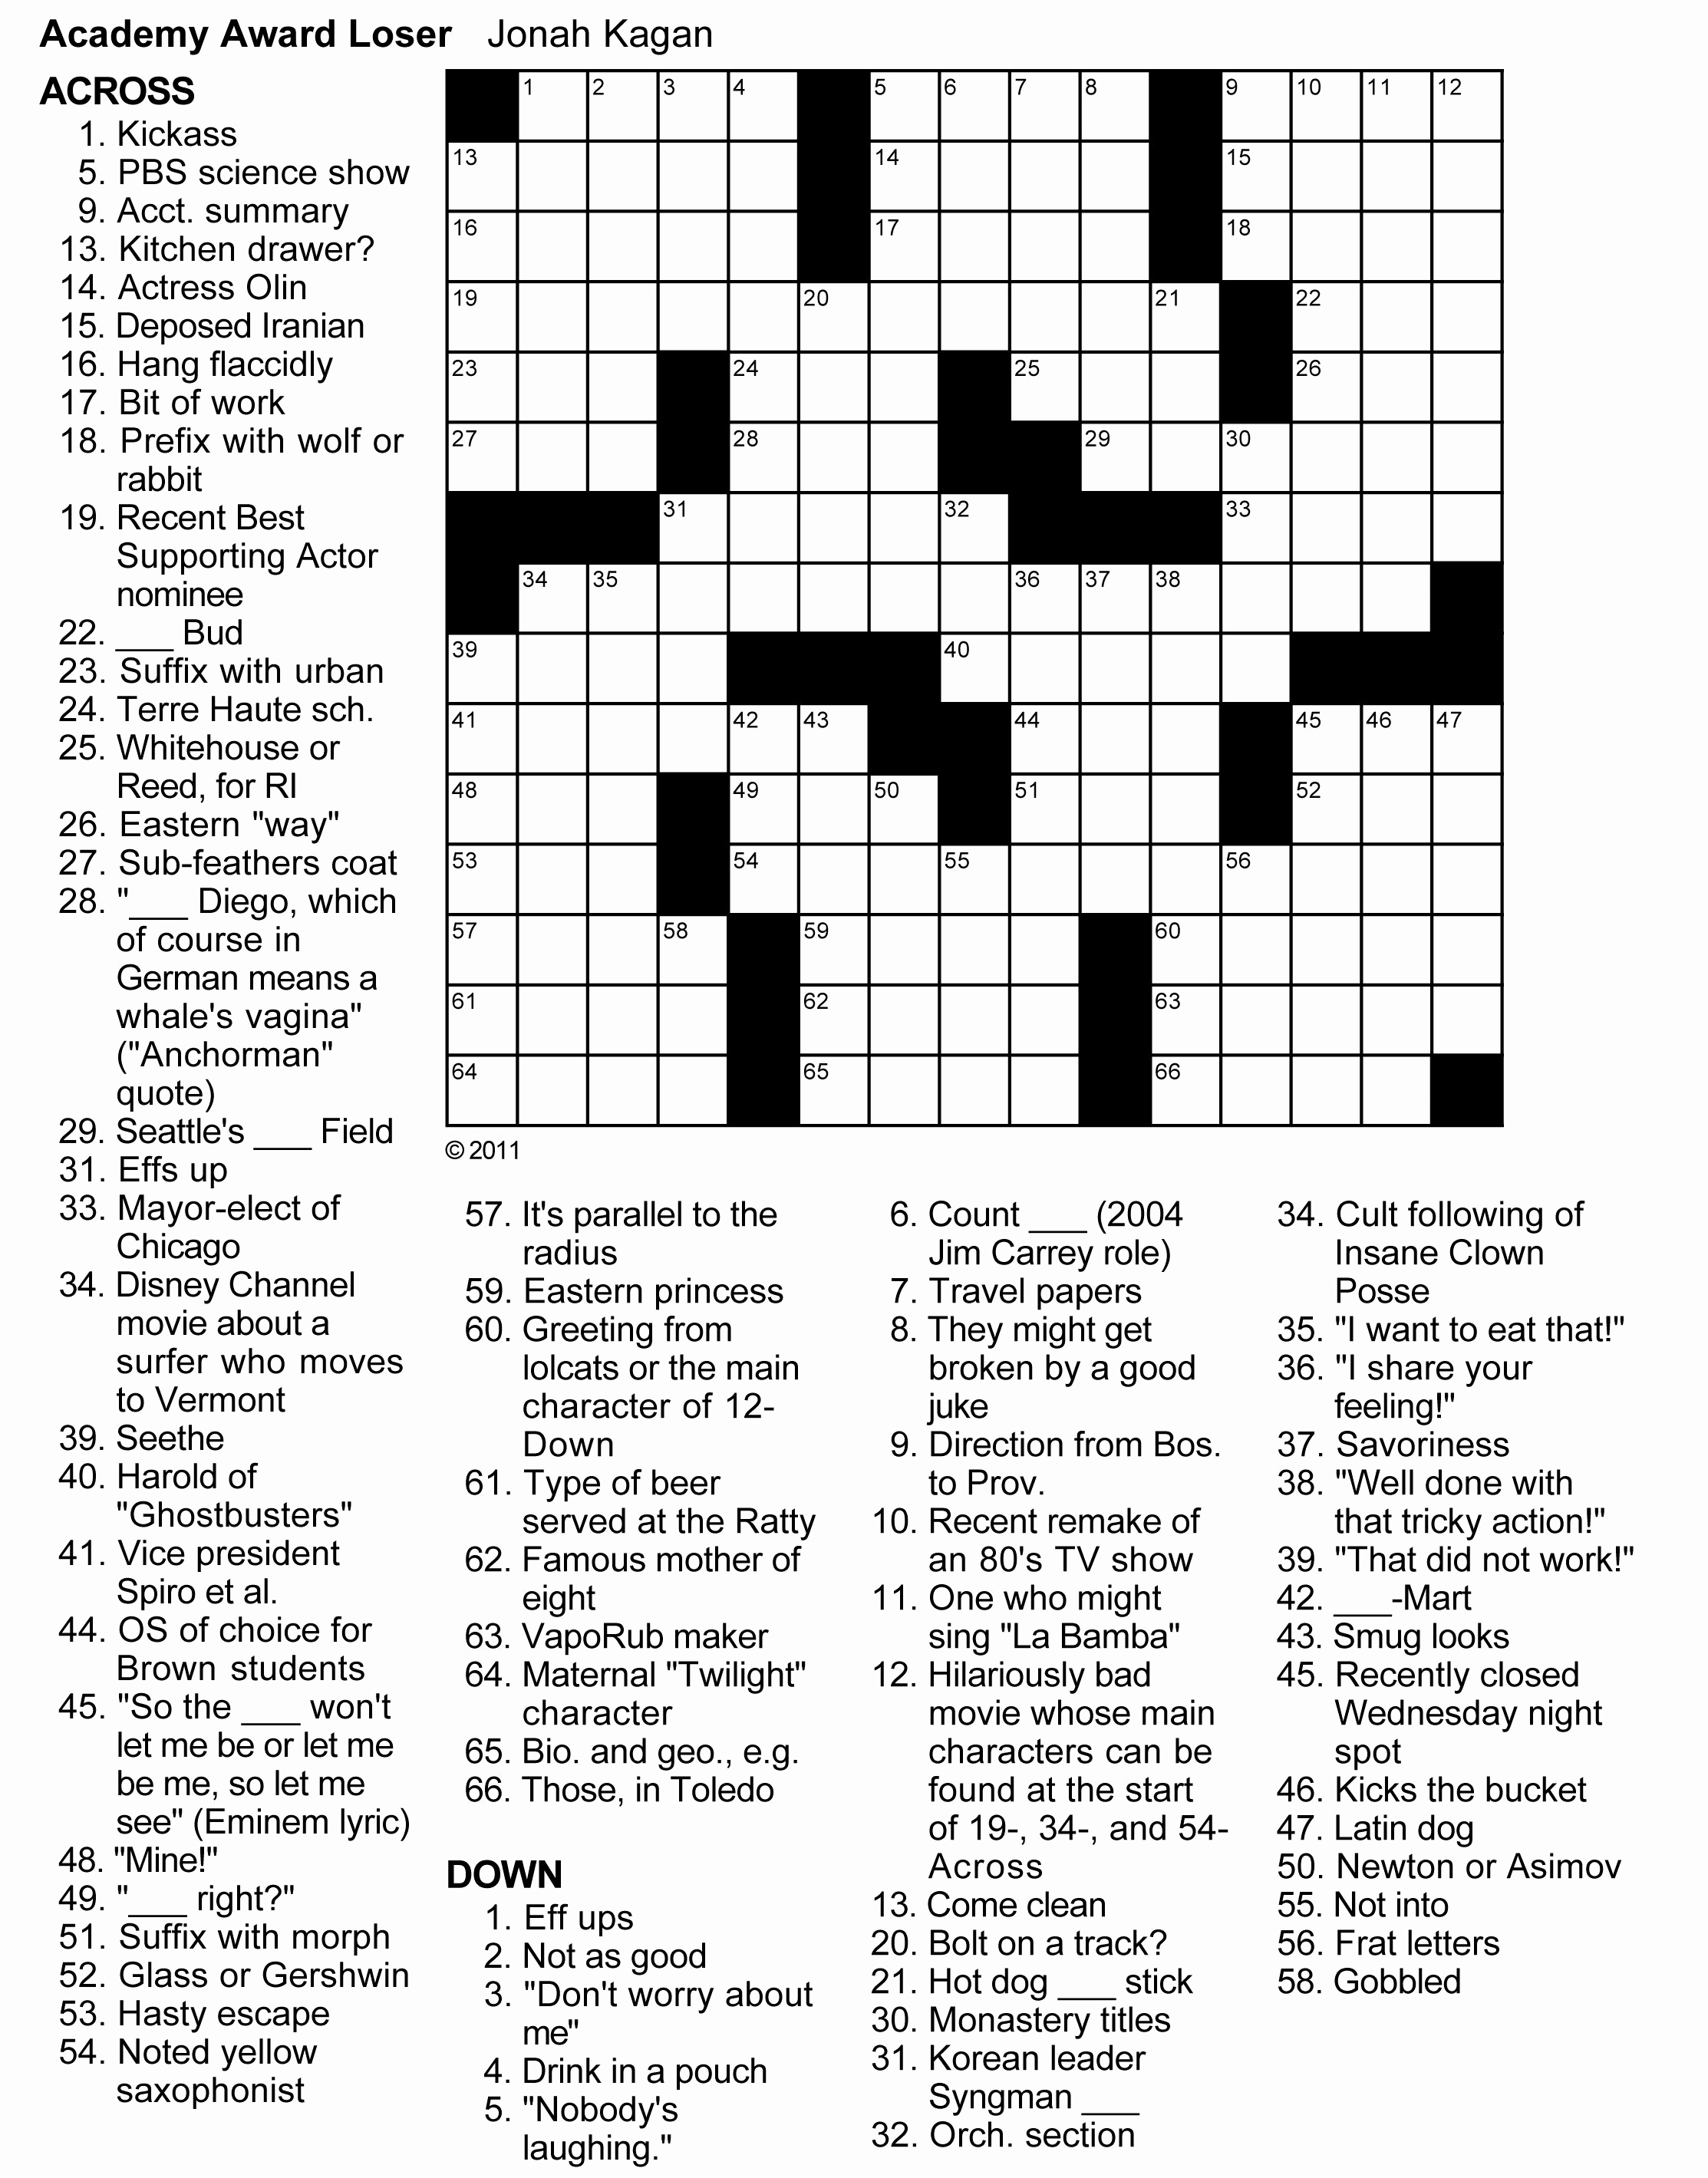 Academy Award Loser Jonah Kagan
ACROSS
1. Kickass
5. PBS science show
9. Acct. summary
13. Kitchen drawer?
14. Actress Olin
15. Deposed Iranian
16. Hang flaccidly
17. Bit of work
18. Prefix with wolf or
rabbit
19. Recent Best
Supporting Actor
nominee
22. ___ Bud
23. Suffix with urban
24. Terre Haute sch.
25. Whitehouse or
Reed, for RI
26. Eastern "way"
27. Sub-feathers coat
28. "___ Diego, which
of course in
German means a
whale's vagina"
("Anchorman"
quote)
29. Seattle's ___ Field
31. Effs up
33. Mayor-elect of
Chicago
34. Disney Channel
movie about a
surfer who moves
to Vermont
39. Seethe
40. Harold of
"Ghostbusters"
41. Vice president
Spiro et al.
44. OS of choice for
Brown students
45. "So the ___ won't
let me be or let me
be me, so let me
see" (Eminem lyric)
48. "Mine!"
49. "___ right?"
51. Suffix with morph
52. Glass or Gershwin
53. Hasty escape
54. Noted yellow
saxophonist
1 2 3 4 5 6 7 8 9 10 11 12
13 14 15
16 17 18
19 20 21 22
23 24 25 26
27 28 29 30
31 32 33
34 35 36 37 38
39 40
41 42 43 44 45 46 47
48 49 50 51 52
53 54 55 56
57 58 59 60
61 62 63
64 65 66
© 2011
57. It's parallel to the
radius
59. Eastern princess
60. Greeting from
lolcats or the main
character of 12-
Down
61. Type of beer
served at the Ratty
62. Famous mother of
eight
63. VapoRub maker
64. Maternal "Twilight"
character
65. Bio. and geo., e.g.
66. Those, in Toledo
DOWN
1. Eff ups
2. Not as good
3. "Don't worry about
me"
4. Drink in a pouch
5. "Nobody's
laughing."
6. Count ___ (2004
Jim Carrey role)
7. Travel papers
8. They might get
broken by a good
juke
9. Direction from Bos.
to Prov.
10. Recent remake of
an 80's TV show
11. One who might
sing "La Bamba"
12. Hilariously bad
movie whose main
characters can be
found at the start
of 19-, 34-, and 54-
Across
13. Come clean
20. Bolt on a track?
21. Hot dog ___ stick
30. Monastery titles
31. Korean leader
Syngman ___
32. Orch. section
34. Cult following of
Insane Clown
Posse
35. "I want to eat that!"
36. "I share your
feeling!"
37. Savoriness
38. "Well done with
that tricky action!"
39. "That did not work!"
42. ___-Mart
43. Smug looks
45. Recently closed
Wednesday night
spot
46. Kicks the bucket
47. Latin dog
50. Newton or Asimov
55. Not into
56. Frat letters
58. Gobbled